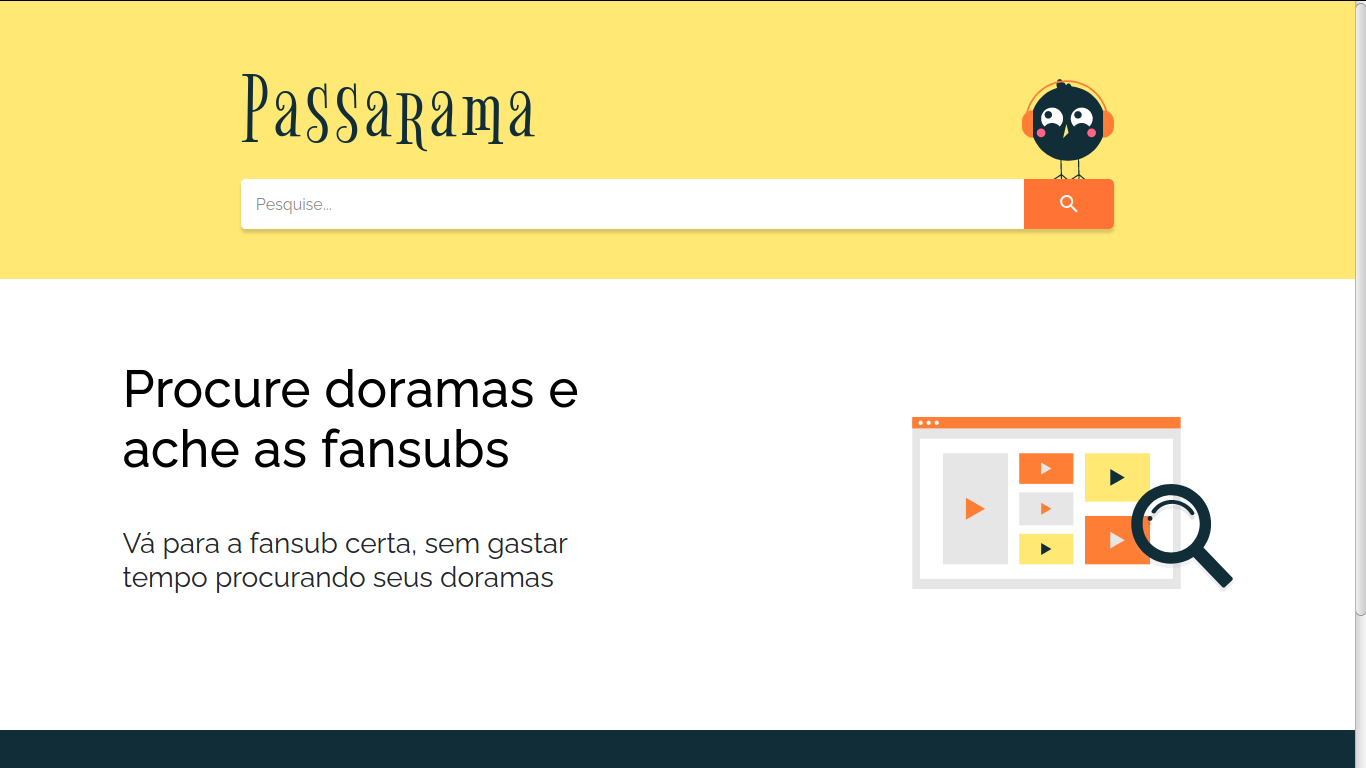 Passarama
Pesquise...
Procure doramas e
ache as fansubs
Vá para a fansub certa, sem gastar
tempo procurando seus doramas